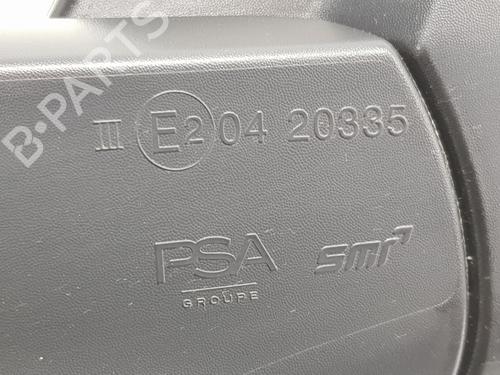 B-PARTS
III E2 04 20335
PSA smr
GROUPE